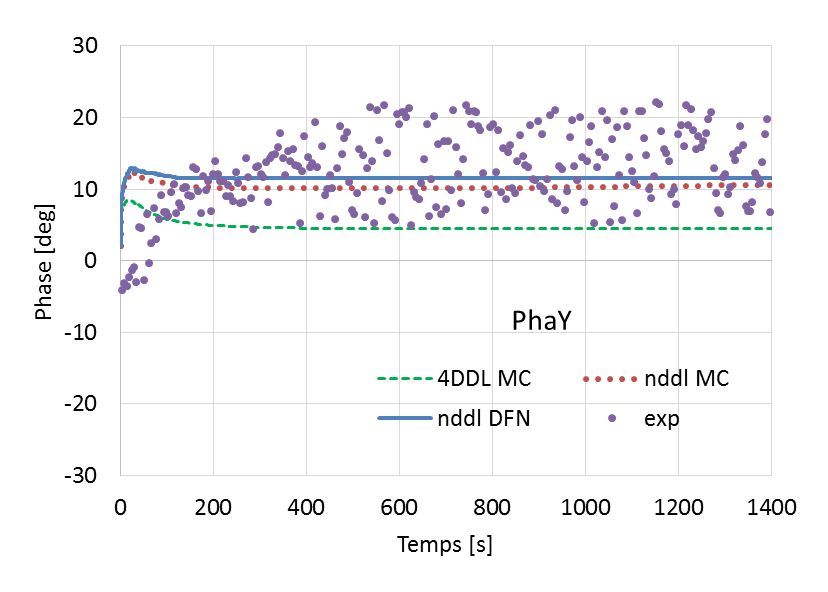 30
20
10
0
-10
-20
-30
Phase [deg]
PhaY
4DDL MC
nddl MC
nddl DFN
exp
0 200 400 600 800 1000 1200 1400
Temps [s]